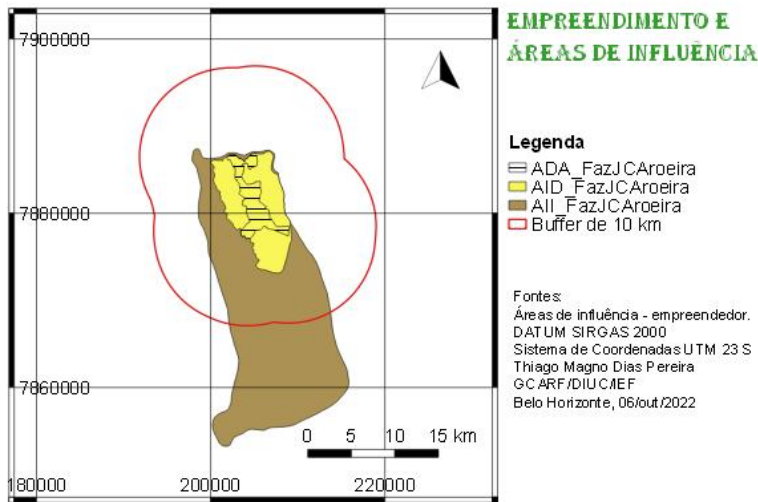 EMPREENDIMENTO E
ÁREAS DE INFLUÊNCIA
7900000
7880000
7860000
180000
200000
220000
0 5 10 15 km
Legenda
ADA_FazJCAroeira
AID_FazJCAroeira
AII_FazJCAroeira
Buffer de 10 km
Fontes:
Áreas de influência - empreendedor.
DATUM SIRGAS 2000
Sistema de Coordenadas UTM 23 S
Thiago Magno Dias Pereira
GCARF/DIUC/IEF
Belo Horizonte, 06/out/2022